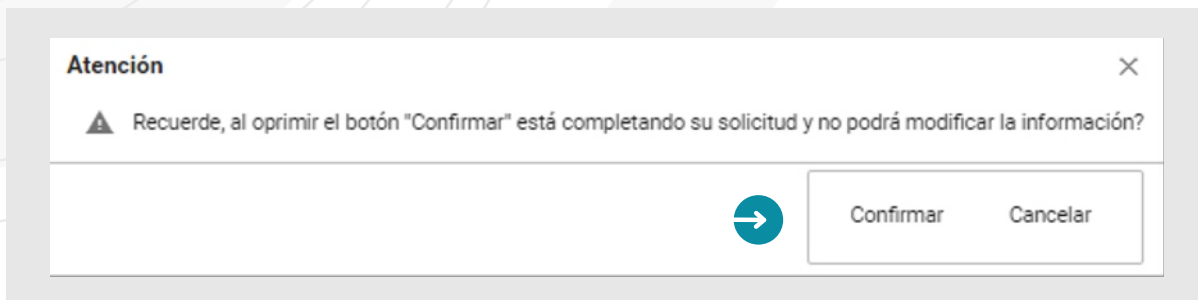 Atención
Recuerde, al oprimir el botón "Confirmar" está completando su solicitud y no podrá modificar la información?
Confirmar Cancelar